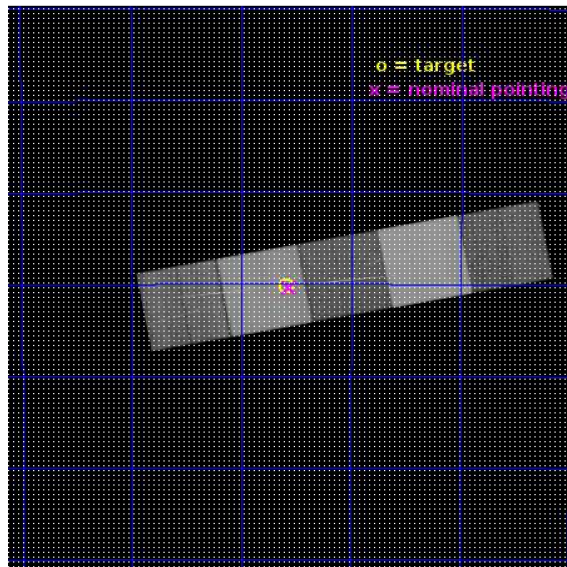 o = target
x = nominal pointing